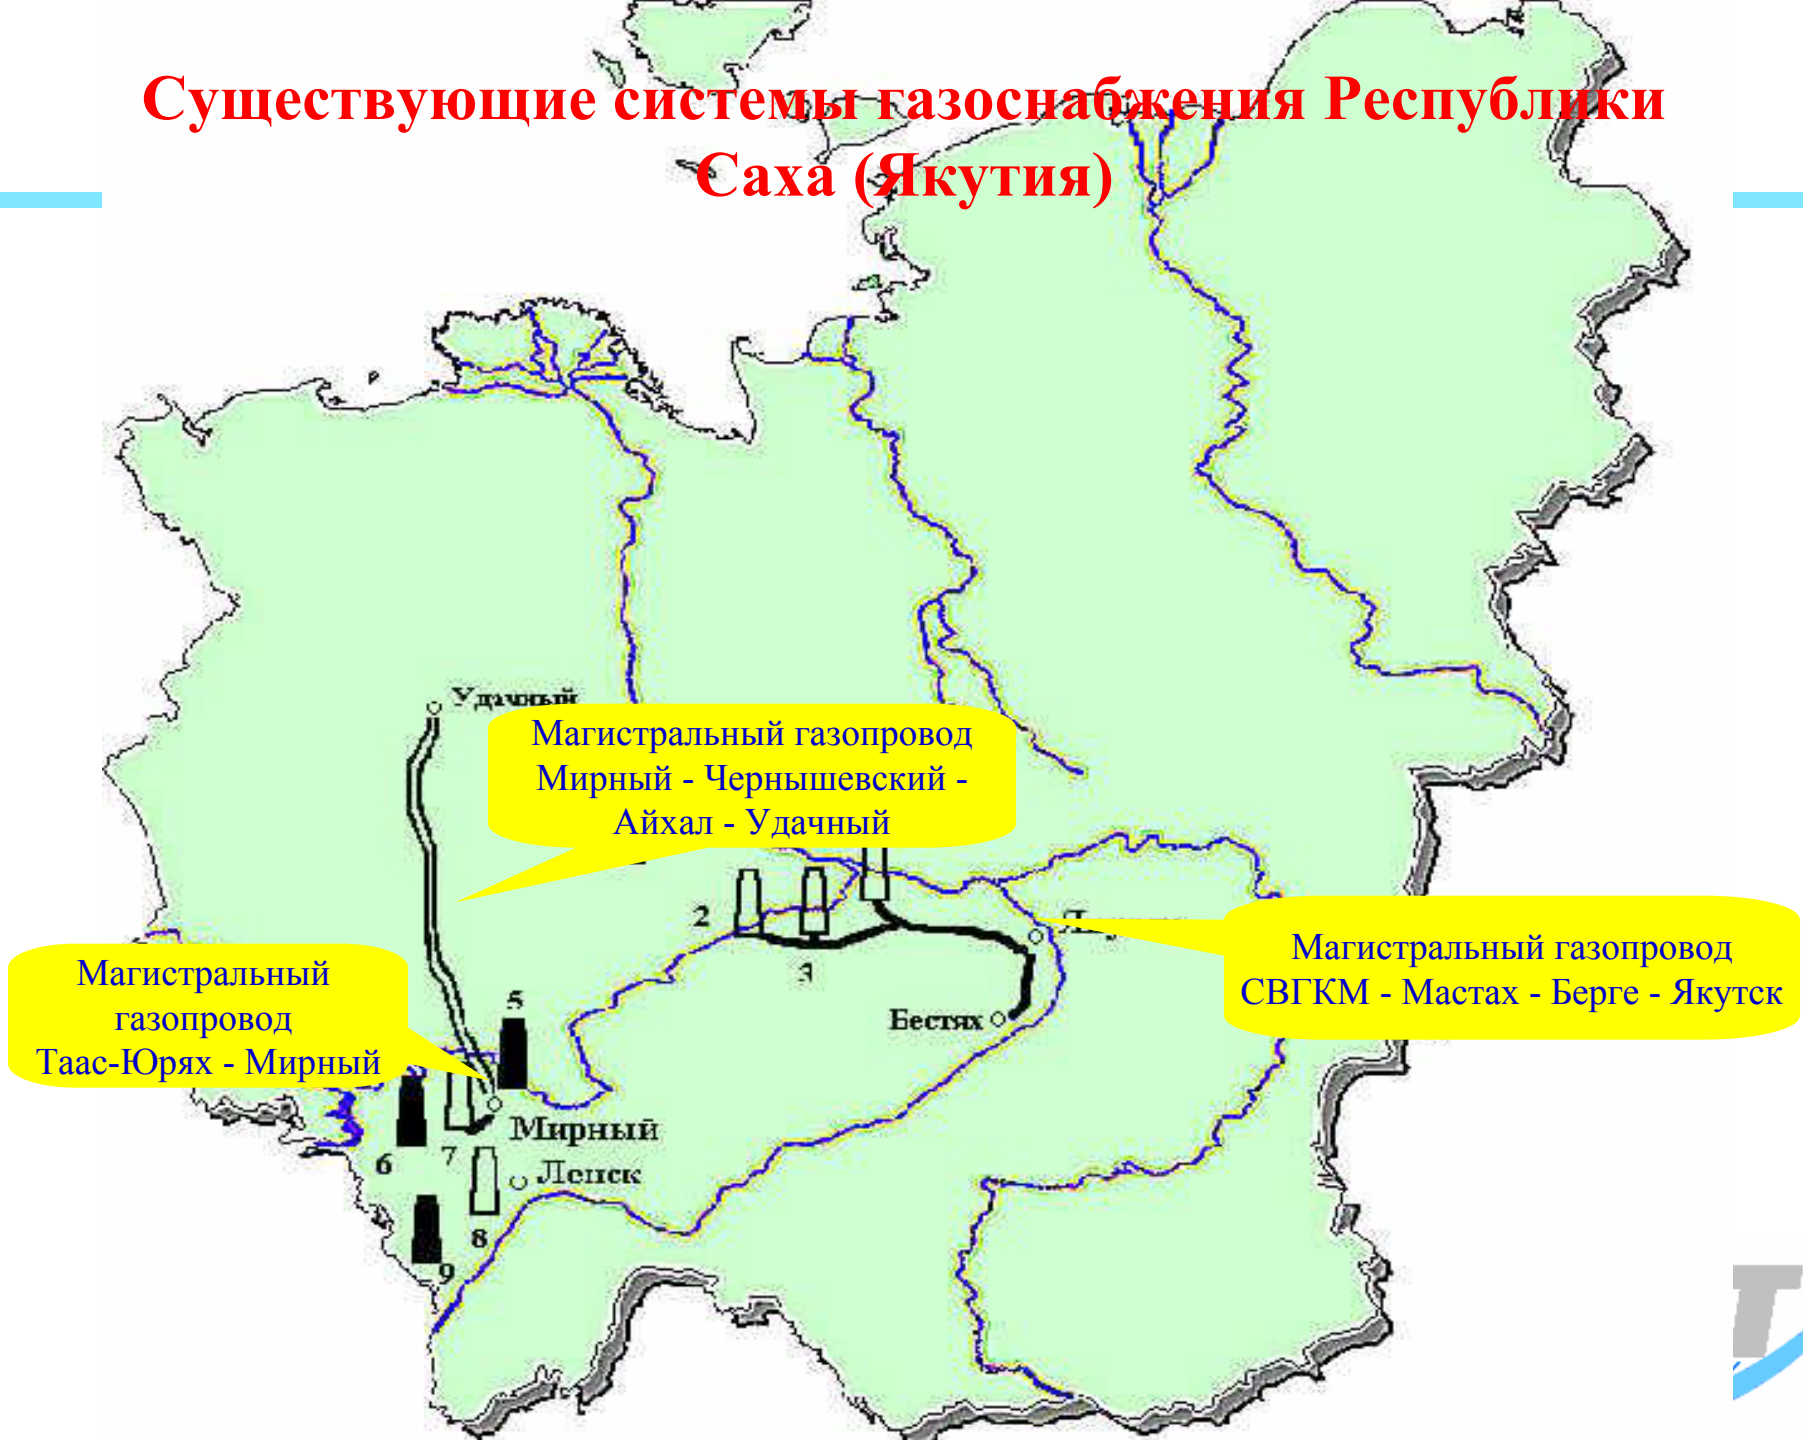 Существующие системы газоснабжения Республики
Саха (Якутия)
Удачный
Магистральный газопровод
Мирный - Чернышевский -
Айхал - Удачный
2
3
Магистральный газопровод
СВГКМ - Мастах - Берге - Якутск
Магистральный
газопровод
Таас-Юрях - Мирный
5
Бестях
Мирный
6
7
Ленск
8
9